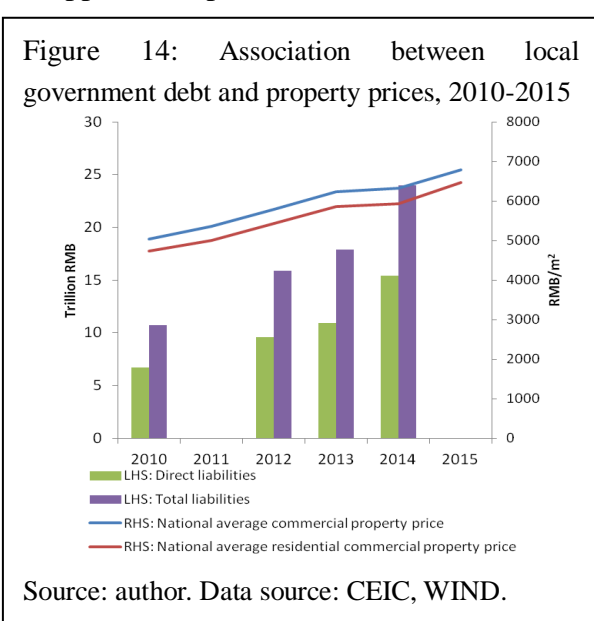 Figure 14: Association between local
government debt and property prices, 2010-2015
30
25
20
15
10
5
0
Trillion RMB
8000
7000
6000
5000
4000
3000
2000
1000
0
RMB/m²
2010 2011 2012 2013 2014 2015
LHS: Direct liabilities
LHS: Total liabilities
RHS: National average commercial property price
RHS: National average residential commercial property price
Source: author. Data source: CEIC, WIND.